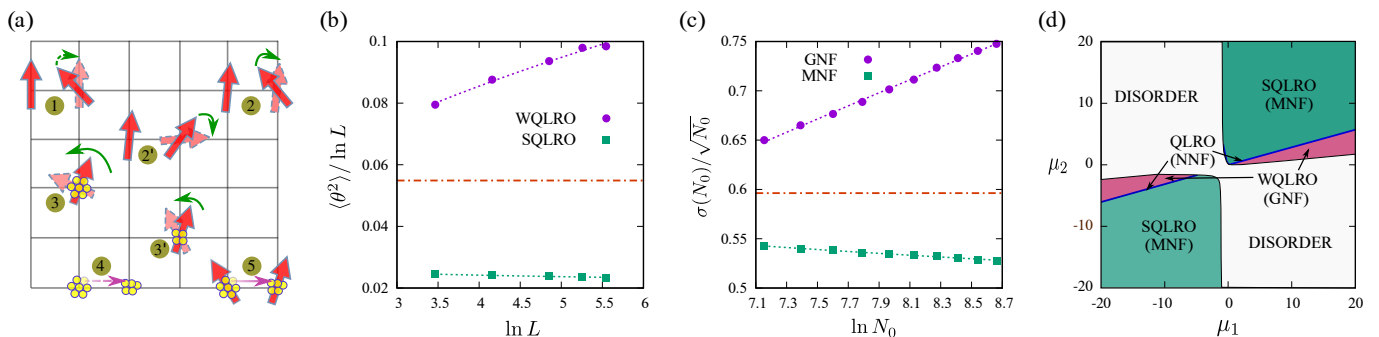 (a)
1
2
2'
3
3'
4
5
(b)
⟨θ²⟩/ ln L
0.1
0.08
0.06
0.04
0.02
WQLRO
SQLRO
3 3.5 4 4.5 5 5.5 6
ln L
(c)
σ(N₀)/√N₀
0.75
0.7
0.65
0.6
0.55
0.5
GNF
MNF
7.1 7.3 7.5 7.7 7.9 8.1 8.3 8.5 8.7
ln N₀
(d)
μ₂
20
10
0
-10
-20
DISORDER
SQLRO
(MNF)
QLRO
(NNF)
WQLRO
(GNF)
SQLRO
(MNF)
DISORDER
-20 -10 0 10 20
μ₁